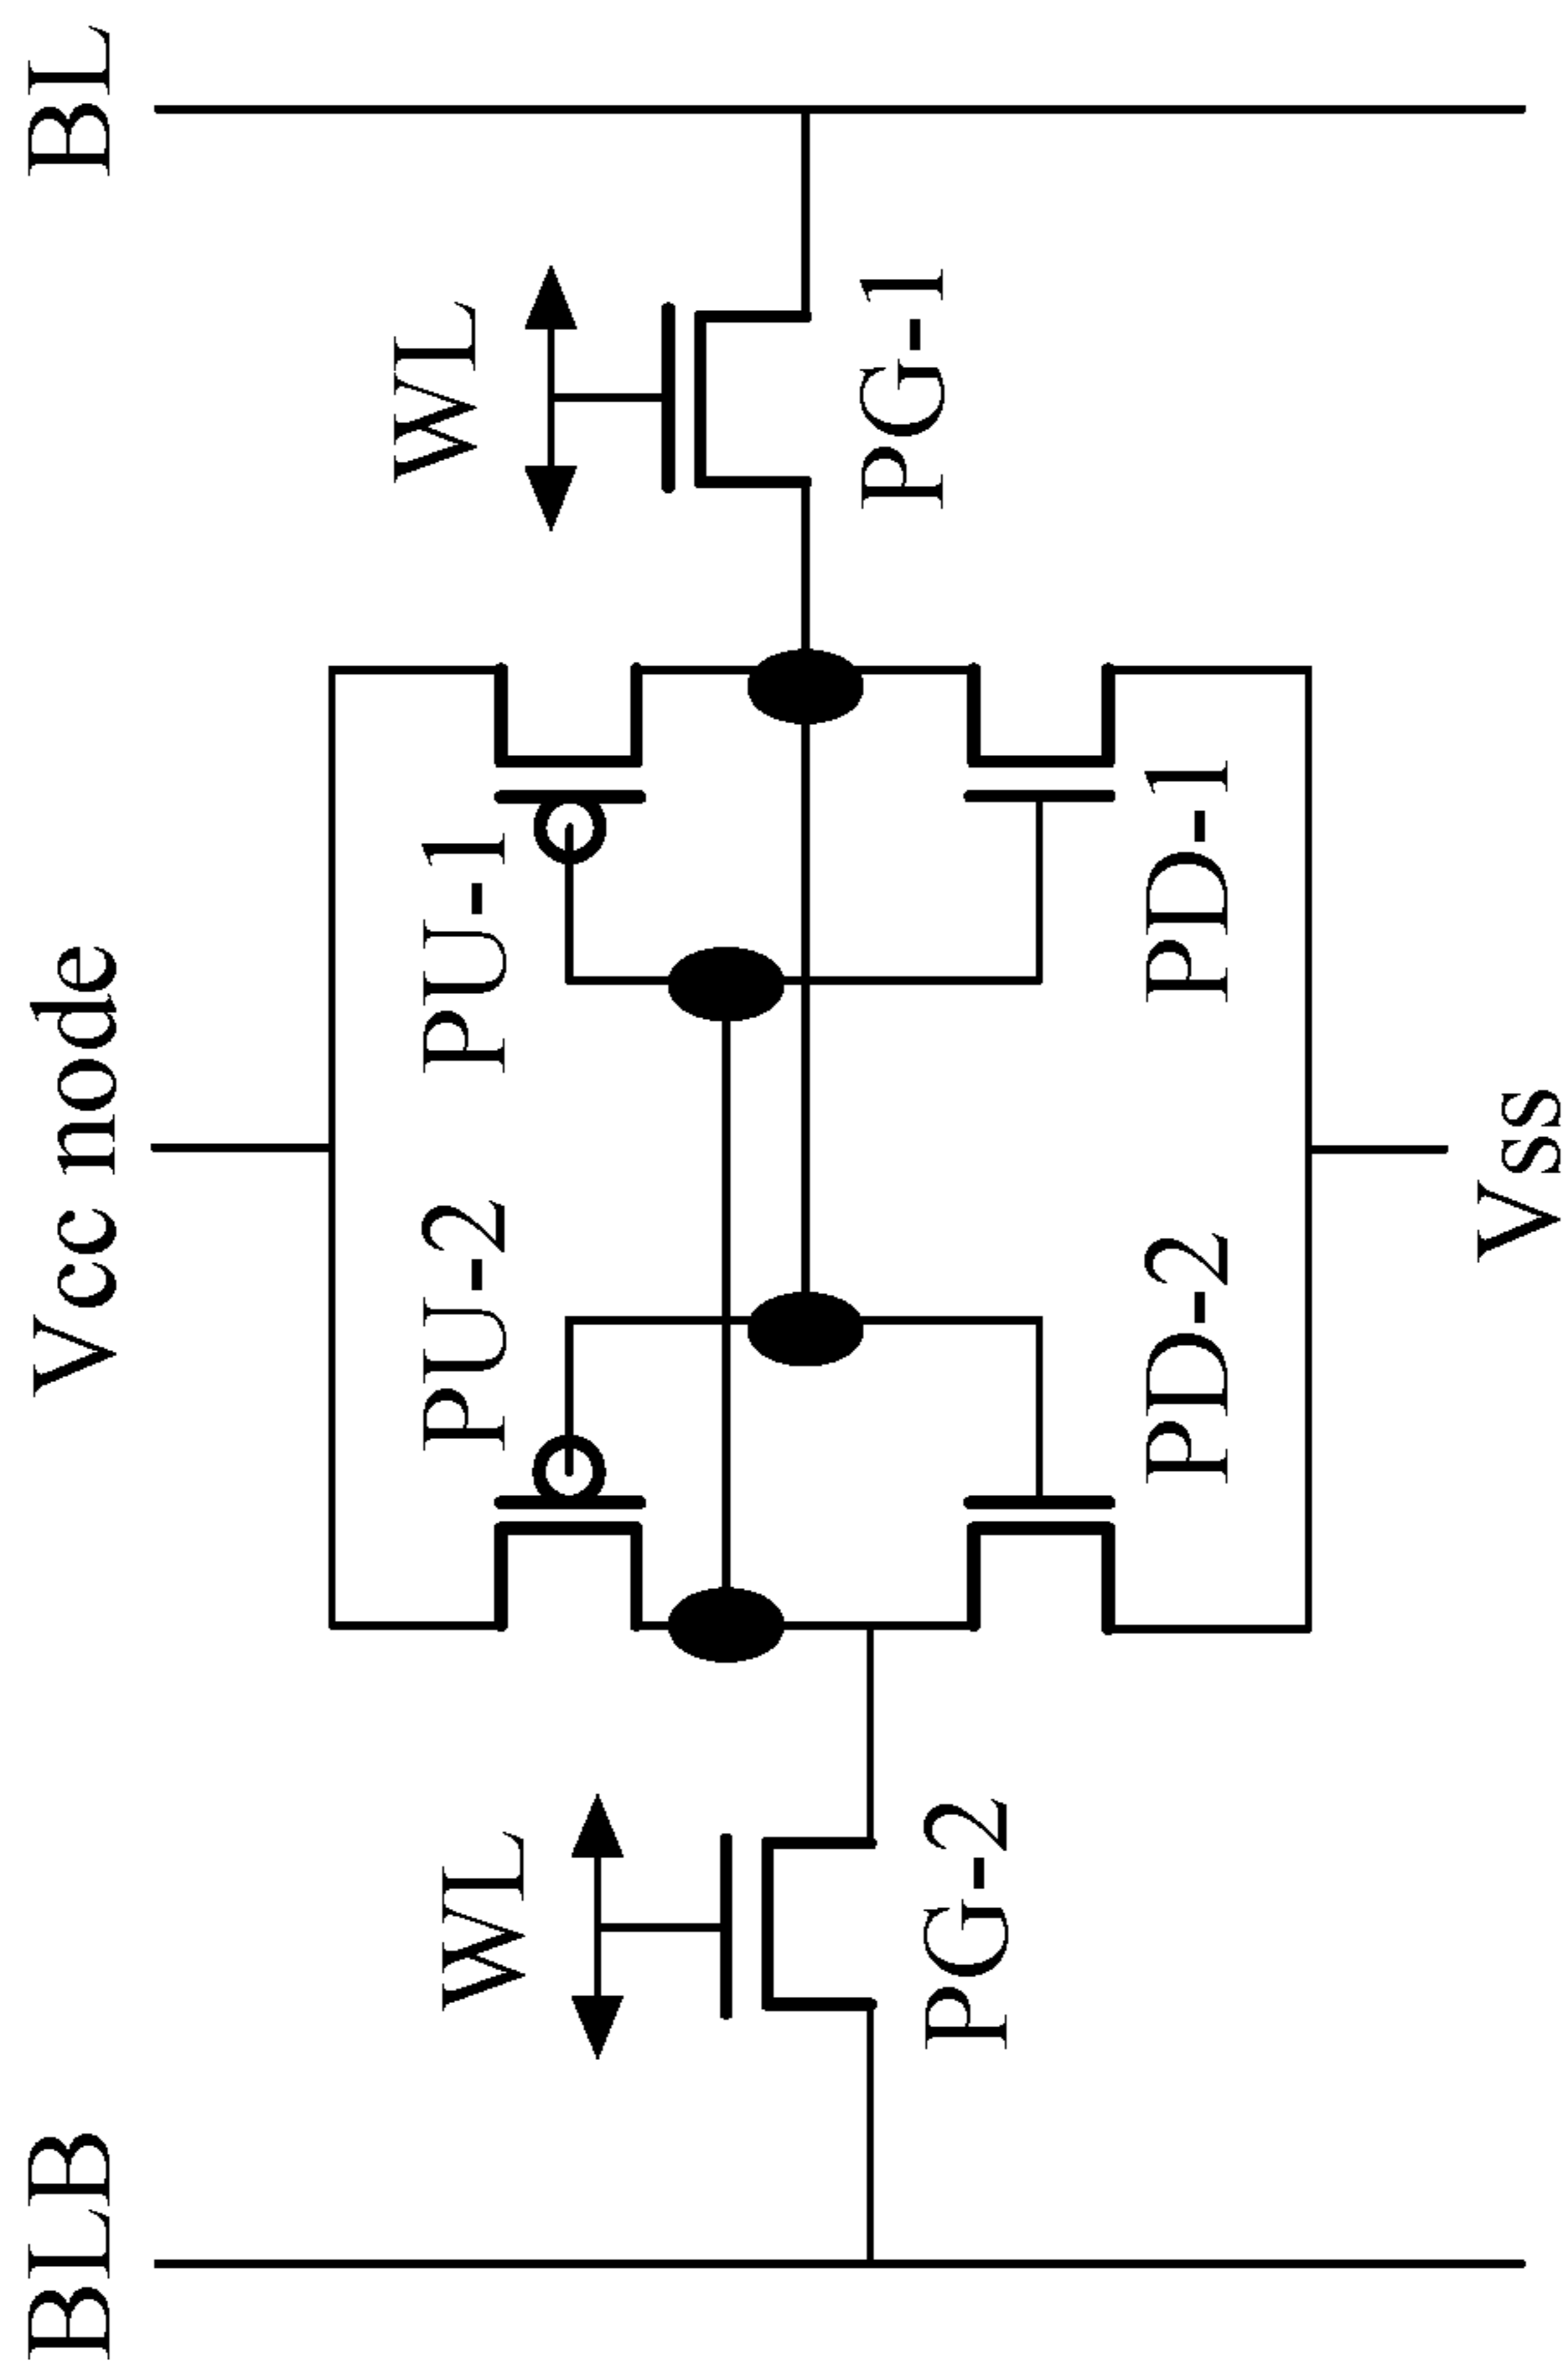 BLB
Vcc node
BL
WL
PU-2
PU-1
WL
PG-2
PG-1
PD-2
PD-1
Vss